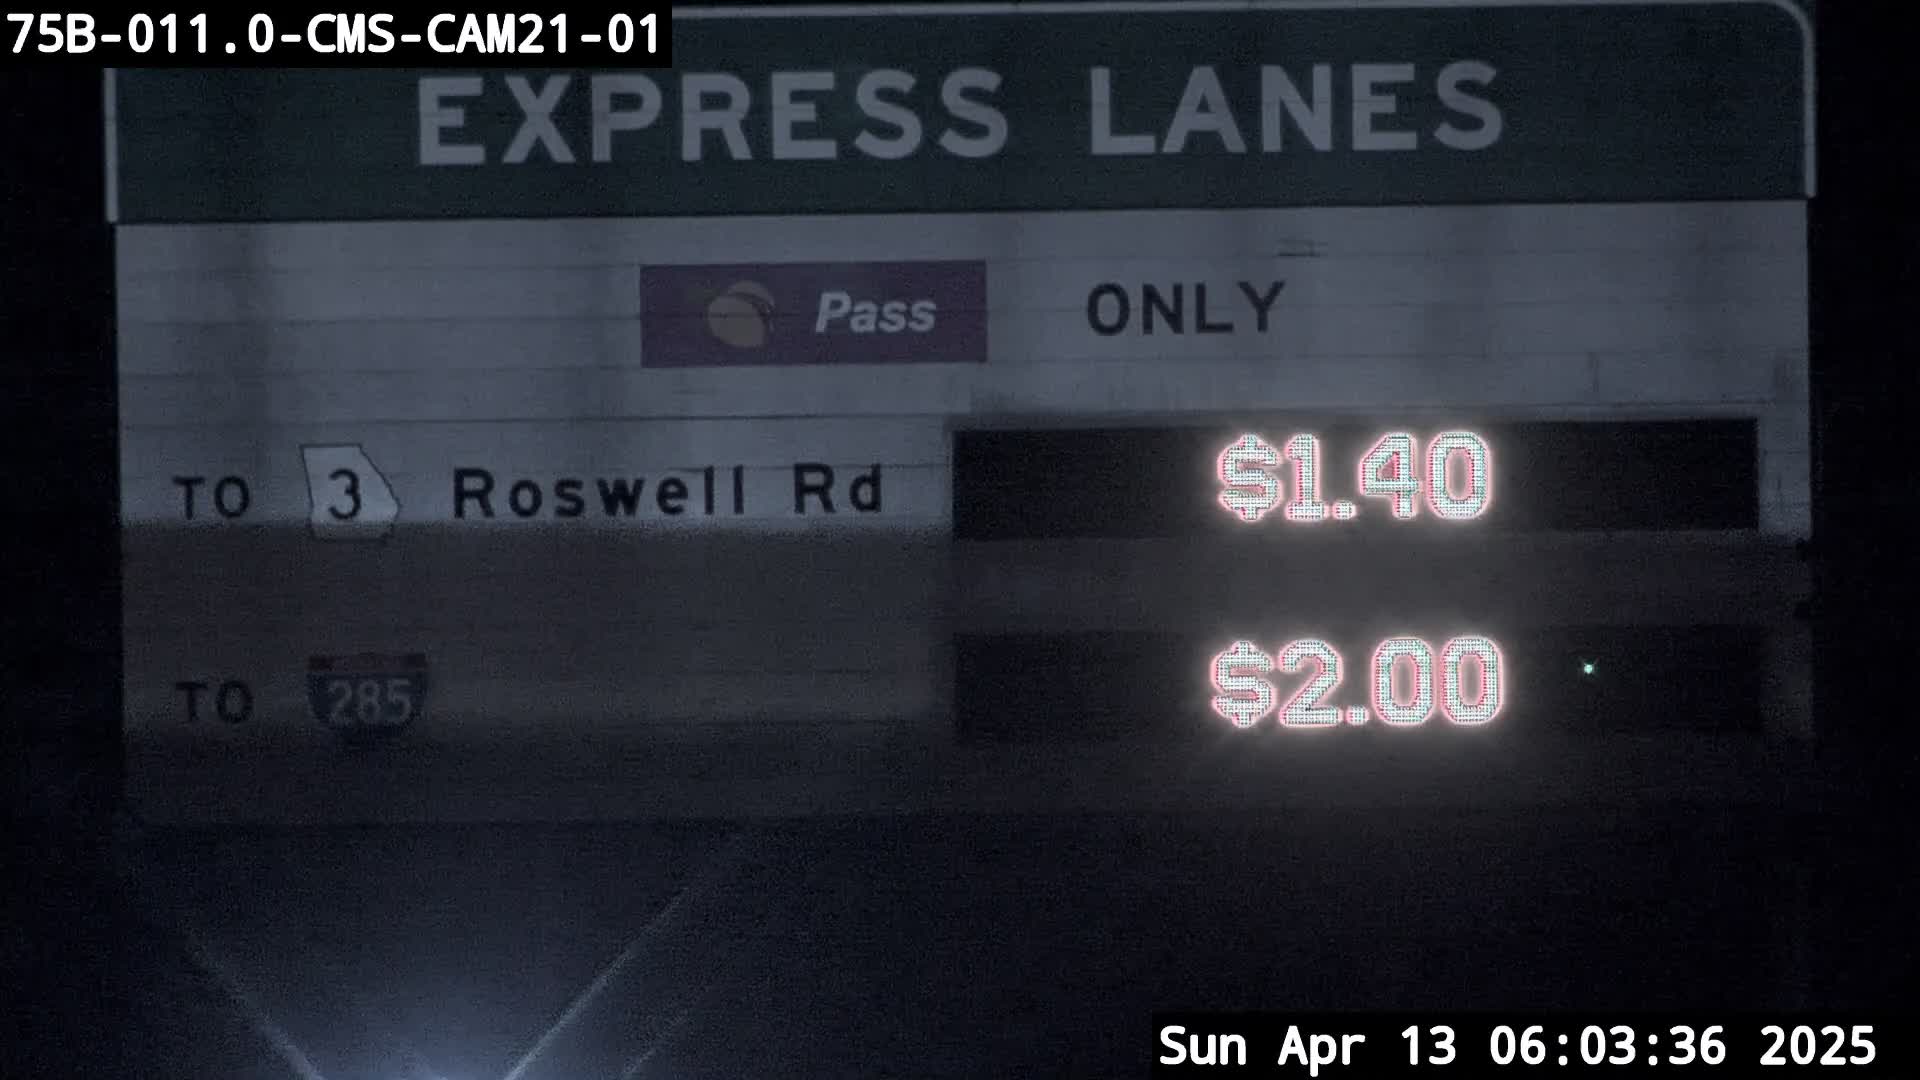 75B-011.0-CMS-CAM21-01
EXPRESS LANES
Pass ONLY
TO 3 Roswell Rd $1.40
TO 285 $2.00
Sun Apr 13 06:03:36 2025